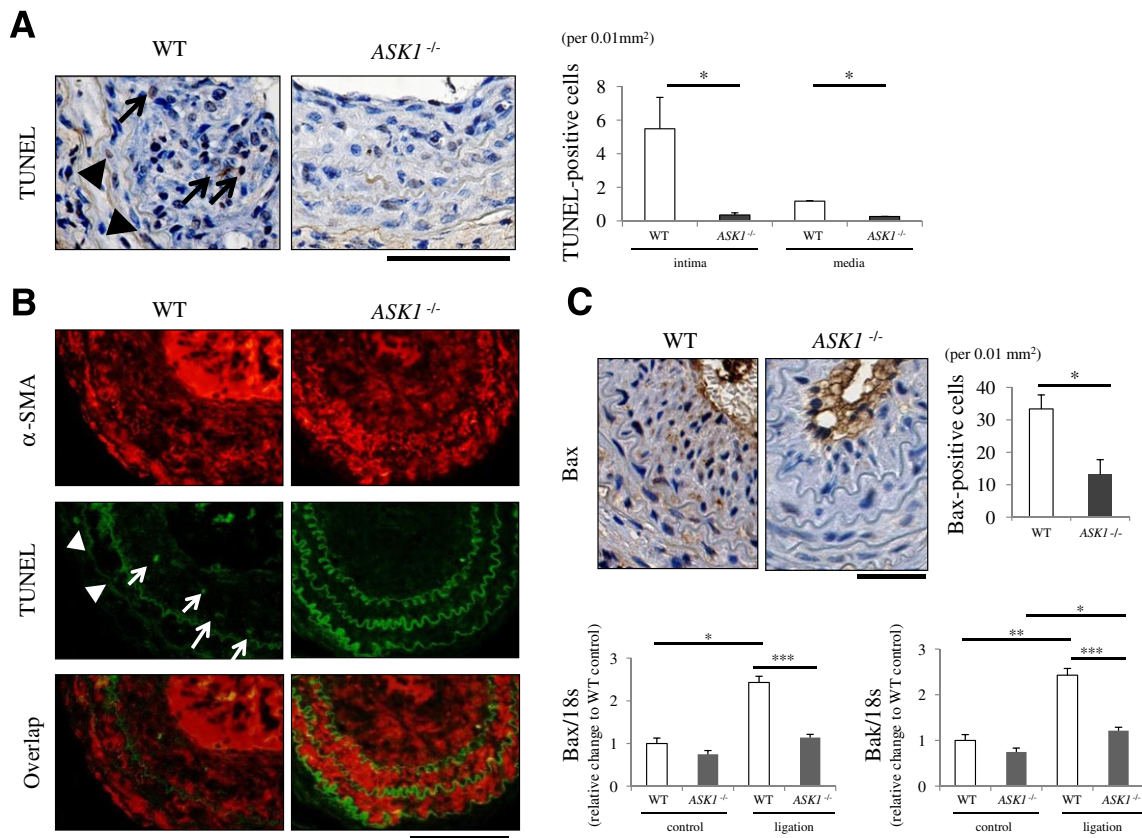 A
WT
ASK1 -/-
TUNEL
(per 0.01mm²)
TUNEL-positive cells
8
6
4
2
0
*
*
WT
ASK1 -/-
WT
ASK1 -/-
intima
media
B
WT
ASK1 -/-
α-SMA
TUNEL
Overlap
C
WT
ASK1 -/-
Bax
(per 0.01 mm²)
Bax-positive cells
40
30
20
10
0
*
WT
ASK1 -/-
Bax/18s
(relative change to WT control)
3
2
1
0
*
***
WT
ASK1 -/-
WT
ASK1 -/-
control
ligation
Bak/18s
(relative change to WT control)
3
2
1
0
*
**
***
WT
ASK1 -/-
WT
ASK1 -/-
control
ligation